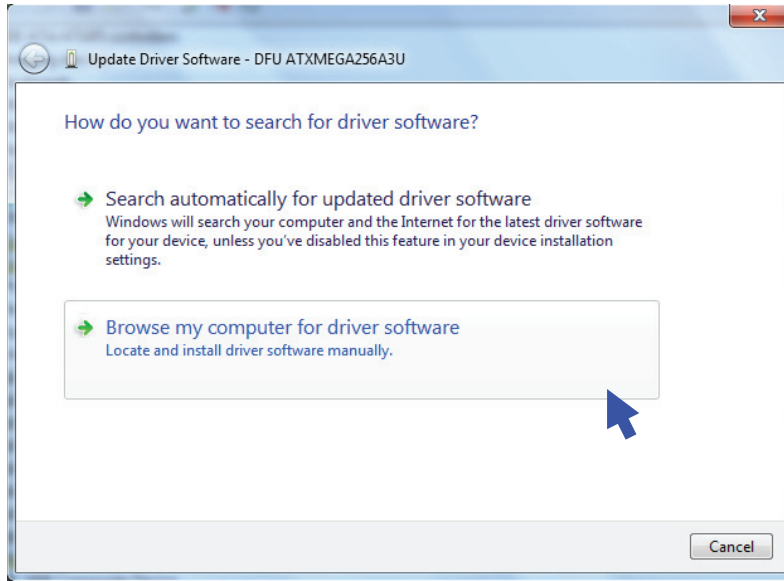 Update Driver Software - DFU ATXMEGA256A3U
How do you want to search for driver software?
Search automatically for updated driver software
Windows will search your computer and the Internet for the latest driver software
for your device, unless you've disabled this feature in your device installation
settings.
Browse my computer for driver software
Locate and install driver software manually.
Cancel